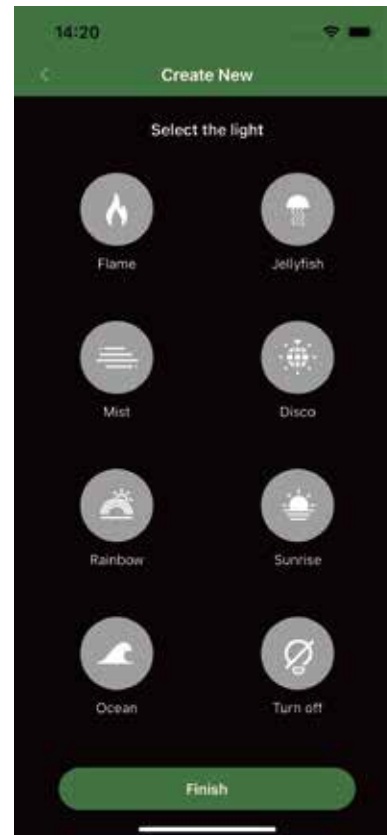 14:20
Create New
Select the light
Flame Jellyfish
Mist Disco
Rainbow Sunrise
Ocean Turn off
Finish